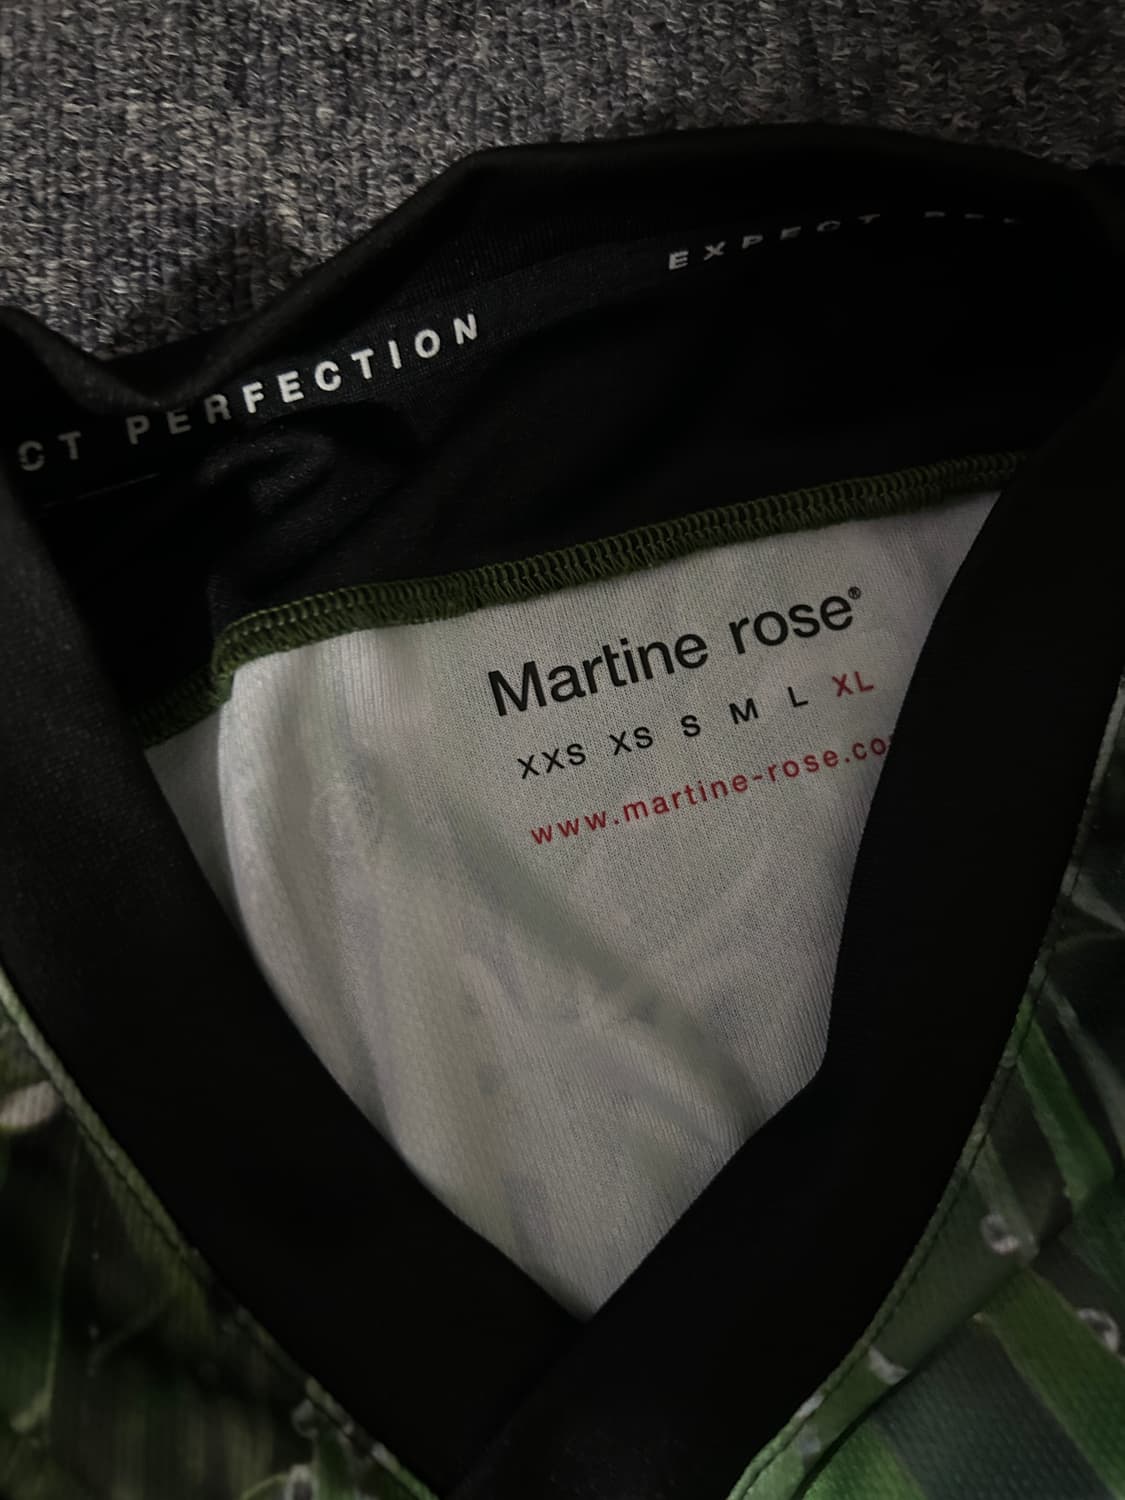 EXPECT
CT PERFECTION
Martine rose®
XXS XS S M L XL
www.martine-rose.co